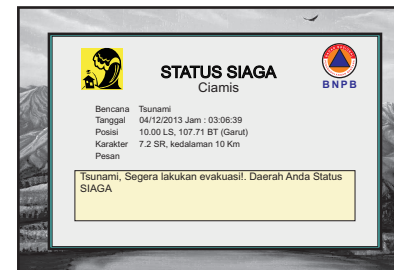 STATUS SIAGA
Ciamis
BNPB
Bencana Tsunami
Tanggal 04/12/2013 Jam : 03:06:39
Posisi 10.00 LS, 107.71 BT (Garut)
Karakter 7.2 SR, kedalaman 10 Km
Pesan
Tsunami, Segera lakukan evakuasi!. Daerah Anda Status
SIAGA